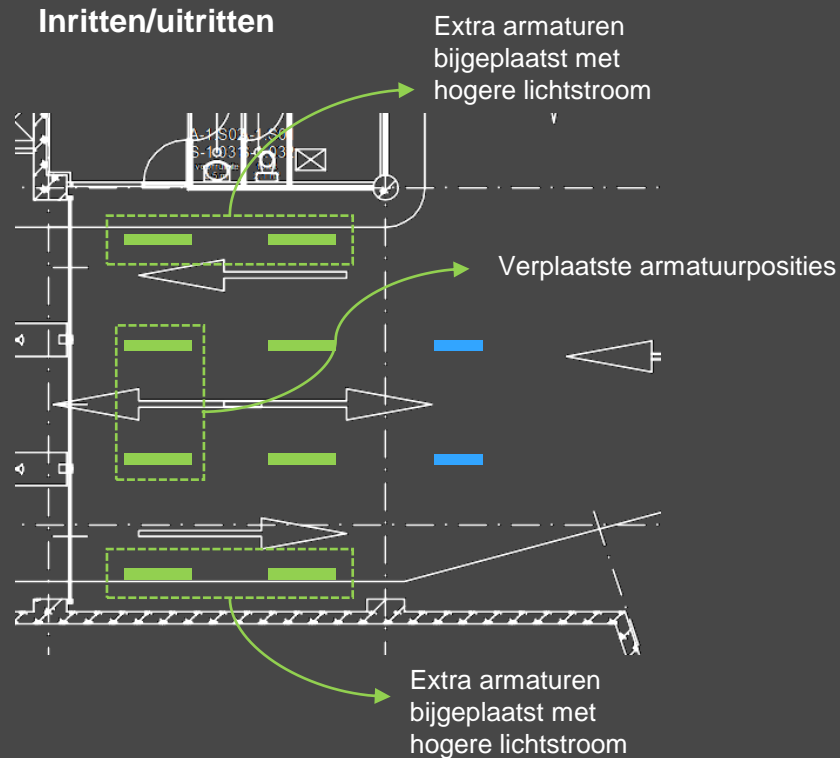 Inritten/uitritten
Extra armaturen
bijgeplaatst met
hogere lichtstroom
Verplaatste armatuurposities
Extra armaturen
bijgeplaatst met
hogere lichtstroom